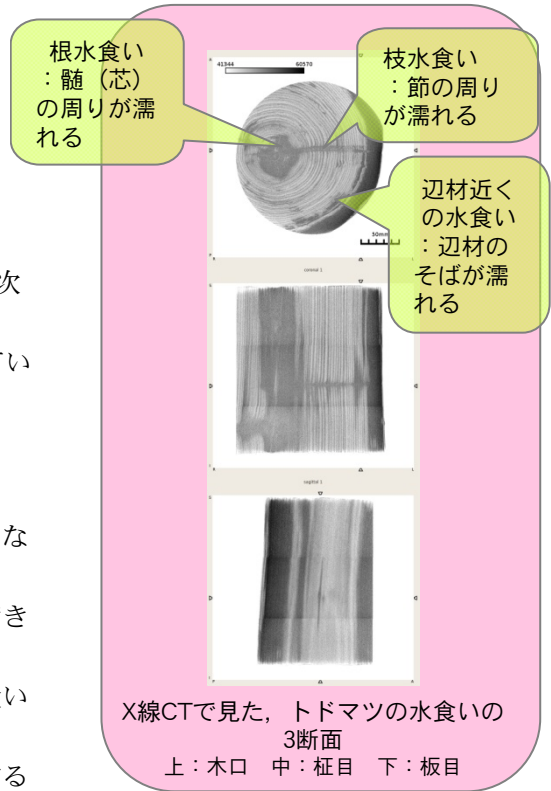 根水食い
：髄（芯）
の周りが濡
れる
枝水食い
：節の周り
が濡れる
辺材近く
の水食い
：辺材の
そばが濡
れる
41344 60570
50mm
coronal 1
sagittal 1
次
い
な
き
い
る
X線CTで見た，トドマツの水食いの
3断面
上：木口　中：柾目　下：板目